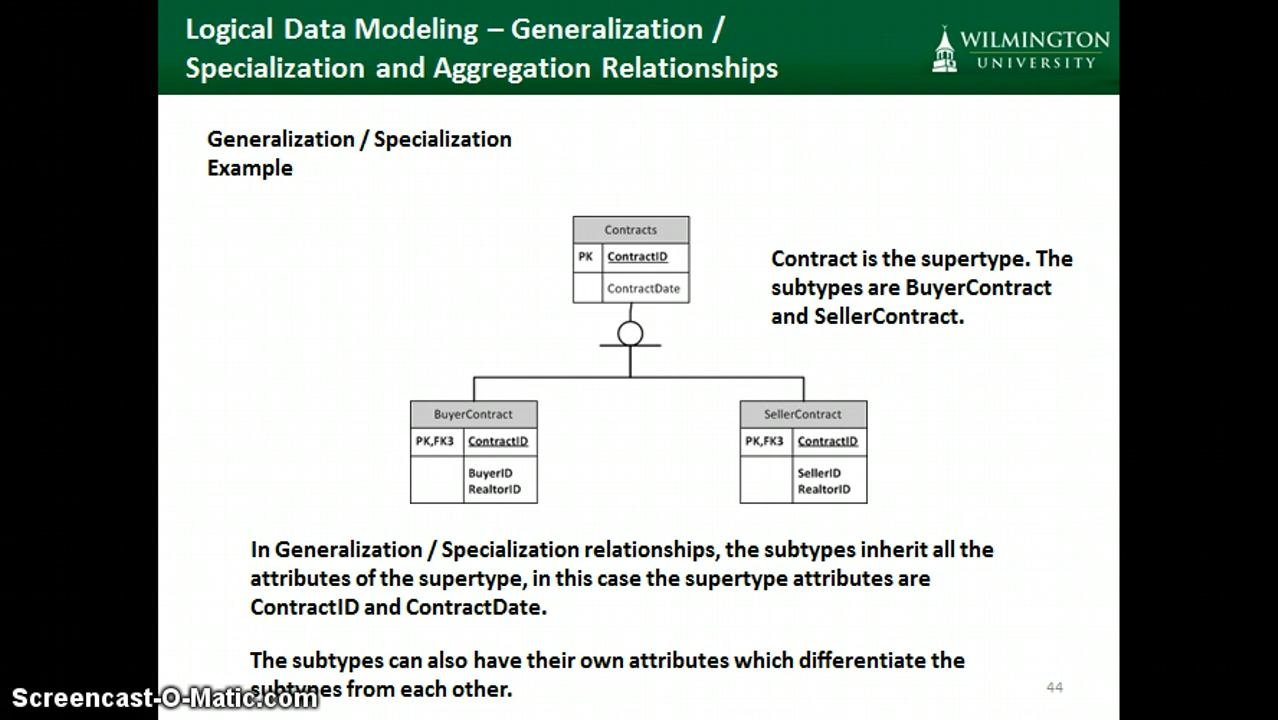 Logical Data Modeling – Generalization /
Specialization and Aggregation Relationships
WILMINGTON
UNIVERSITY
Generalization / Specialization
Example
Contracts
PK ContractID
ContractDate
Contract is the supertype. The
subtypes are BuyerContract
and SellerContract.
BuyerContract
PK,FK3 ContractID
BuyerID
RealtorID
SellerContract
PK,FK3 ContractID
SellerID
RealtorID
In Generalization / Specialization relationships, the subtypes inherit all the
attributes of the supertype, in this case the supertype attributes are
ContractID and ContractDate.
The subtypes can also have their own attributes which differentiate the
subtypes from each other.
44
Screencast-O-Matic.com